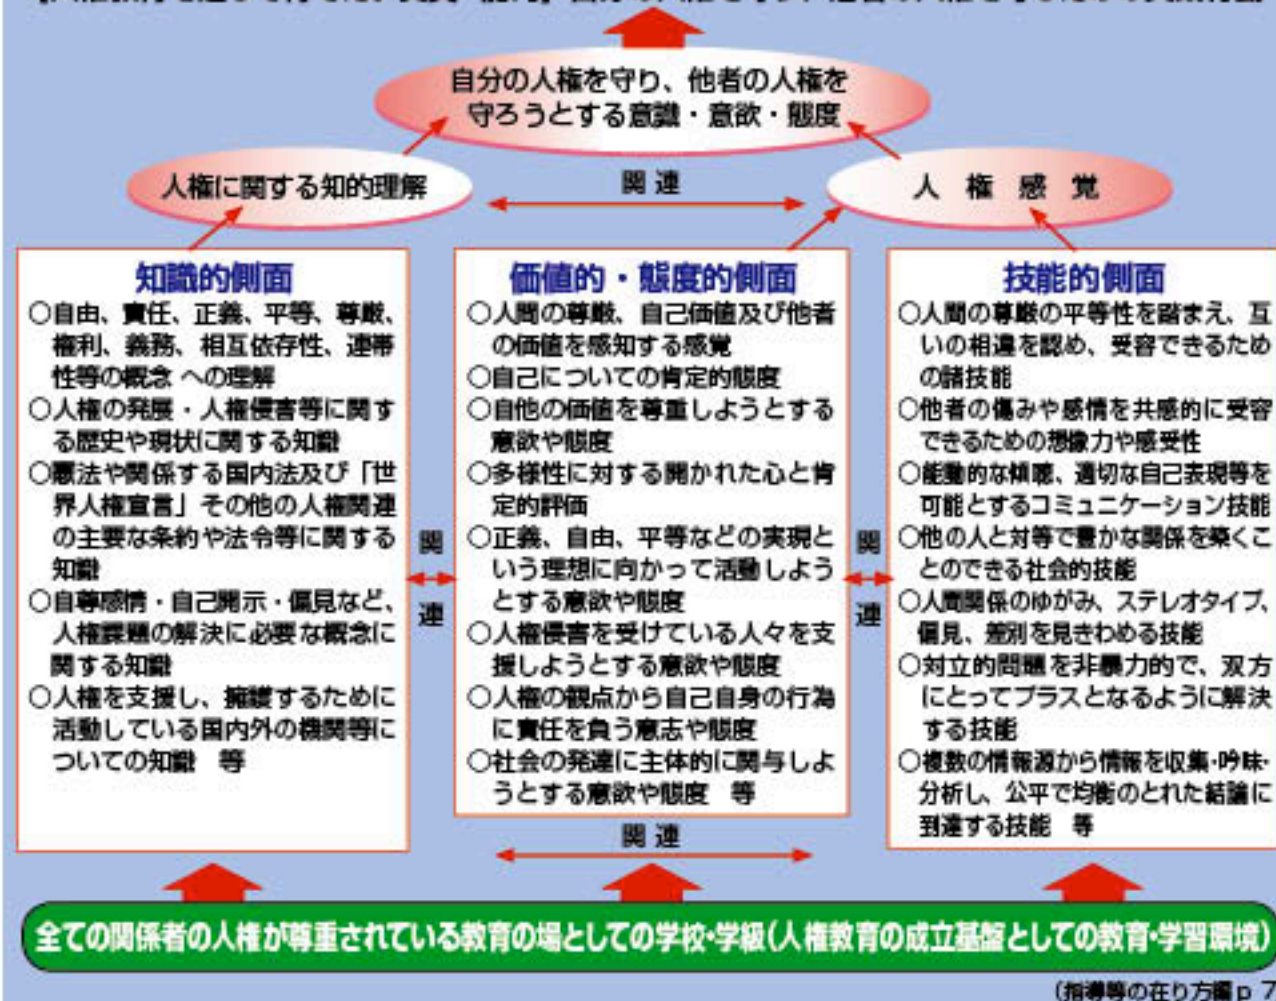 自分の人権を守り、他者の人権を
守ろうとする意識・意欲・態度
人権に関する知的理解
関連
人権感覚
知識的側面
○自由、責任、正義、平等、尊厳、
権利、義務、相互依存性、連帯
性等の概念 への理解
○人権の発展・人権侵害等に関す
る歴史や現状に関する知識
○憲法や関係する国内法及び「世
界人権宣言」その他の人権関連
の主要な条約や法令等に関する
知識
○自尊感情・自己開示・偏見など、
人権課題の解決に必要な概念に
関する知識
○人権を支援し、擁護するために
活動している国内外の機関等に
ついての知識 等
関連
価値的・態度的側面
○人間の尊厳、自己価値及び他者
の価値を感知する感覚
○自己についての肯定的態度
○自他の価値を尊重しようとする
意欲や態度
○多様性に対する開かれた心と肯
定的評価
○正義、自由、平等などの実現と
いう理想に向かって活動しよう
とする意欲や態度
○人権侵害を受けている人々を支
援しようとする意欲や態度
○人権の観点から自己自身の行為
に責任を負う意志や態度
○社会の発達に主体的に関与しよ
うとする意欲や態度 等
関連
技能的側面
○人間の尊厳の平等性を踏まえ、互
いの相違を認め、受容できるため
の諸技能
○他者の傷みや感情を共感的に受容
できるための想像力や感受性
○能動的な傾聴、適切な自己表現等を
可能とするコミュニケーション技能
○他の人と対等で豊かな関係を築くこ
とのできる社会的技能
○人間関係のゆがみ、ステレオタイプ、
偏見、差別を見きわめる技能
○対立的問題を非暴力的で、双方
にとってプラスとなるように解決
する技能
○複数の情報源から情報を収集・吟味・
分析し、公平で均衡のとれた結論に
到達する技能 等
関連
全ての関係者の人権が尊重されている教育の場としての学校・学級(人権教育の成立基盤としての教育・学習環境)
(指導等の在り方編p 7